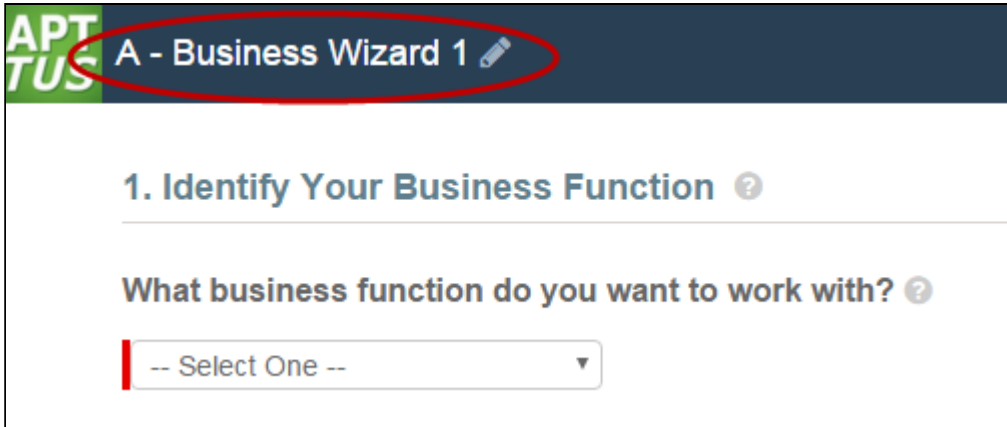 APT
TUS
A - Business Wizard 1
1. Identify Your Business Function ?
What business function do you want to work with? ?
-- Select One --